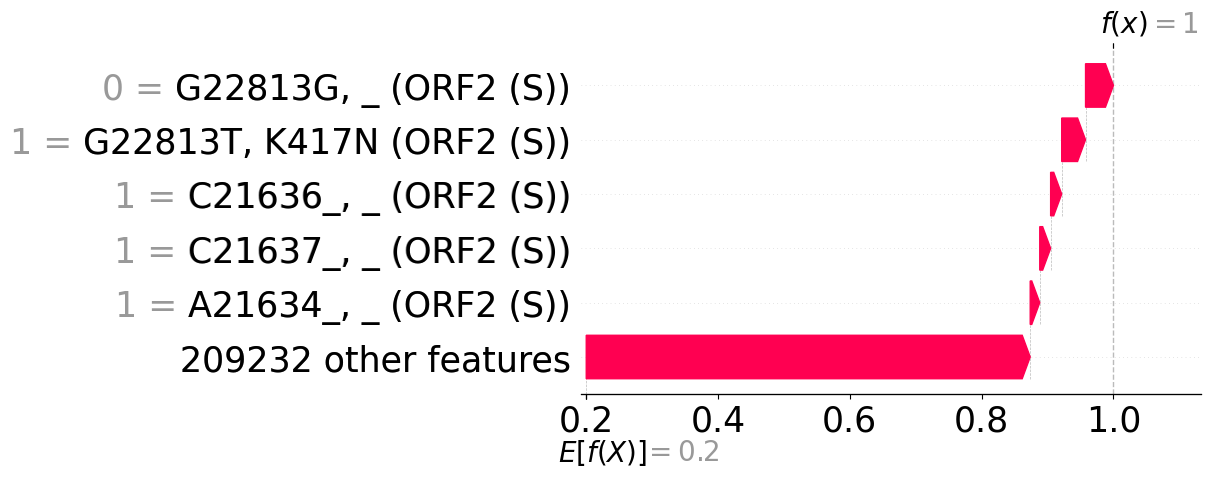 f(x) = 1
0 = G22813G, _ (ORF2 (S))
1 = G22813T, K417N (ORF2 (S))
1 = C21636_, _ (ORF2 (S))
1 = C21637_, _ (ORF2 (S))
1 = A21634_, _ (ORF2 (S))
209232 other features
0.2 0.4 0.6 0.8 1.0
E[f(X)] = 0.2